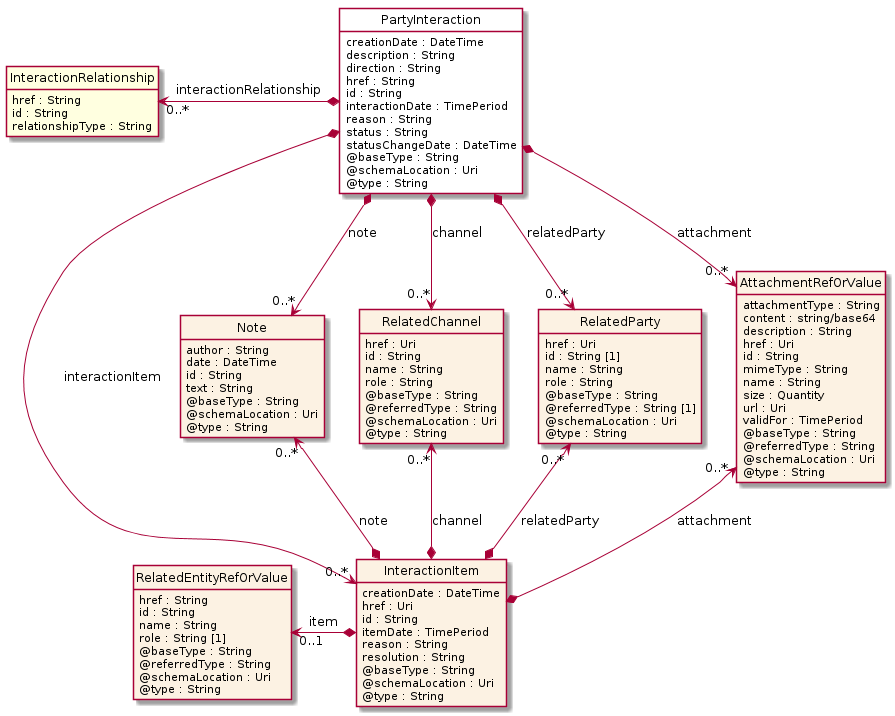 PartyInteraction
creationDate : DateTime
description : String
direction : String
href : String
id : String
interactionDate : TimePeriod
reason : String
status : String
statusChangeDate : DateTime
@baseType : String
@schemaLocation : Uri
@type : String
InteractionRelationship
href : String
id : String
relationshipType : String
interactionRelationship
0..*
note
channel
relatedParty
attachment
0..*
0..*
0..*
0..*
AttachmentRefOrValue
attachmentType : String
content : string/base64
description : String
href : Uri
id : String
mimeType : String
name : String
size : Quantity
url : Uri
validFor : TimePeriod
@baseType : String
@referredType : String
@schemaLocation : Uri
@type : String
Note
author : String
date : DateTime
id : String
text : String
@baseType : String
@schemaLocation : Uri
@type : String
RelatedChannel
href : Uri
id : String
name : String
role : String
@baseType : String
@referredType : String
@schemaLocation : Uri
@type : String
RelatedParty
href : Uri
id : String [1]
name : String
role : String
@baseType : String
@referredType : String [1]
@schemaLocation : Uri
@type : String
interactionItem
0..*
0..*
0..*
0..*
note
channel
relatedParty
attachment
0..*
InteractionItem
creationDate : DateTime
href : Uri
id : String
itemDate : TimePeriod
reason : String
resolution : String
@baseType : String
@schemaLocation : Uri
@type : String
RelatedEntityRefOrValue
href : String
id : String
name : String
role : String [1]
@baseType : String
@referredType : String
@schemaLocation : Uri
@type : String
item
0..1